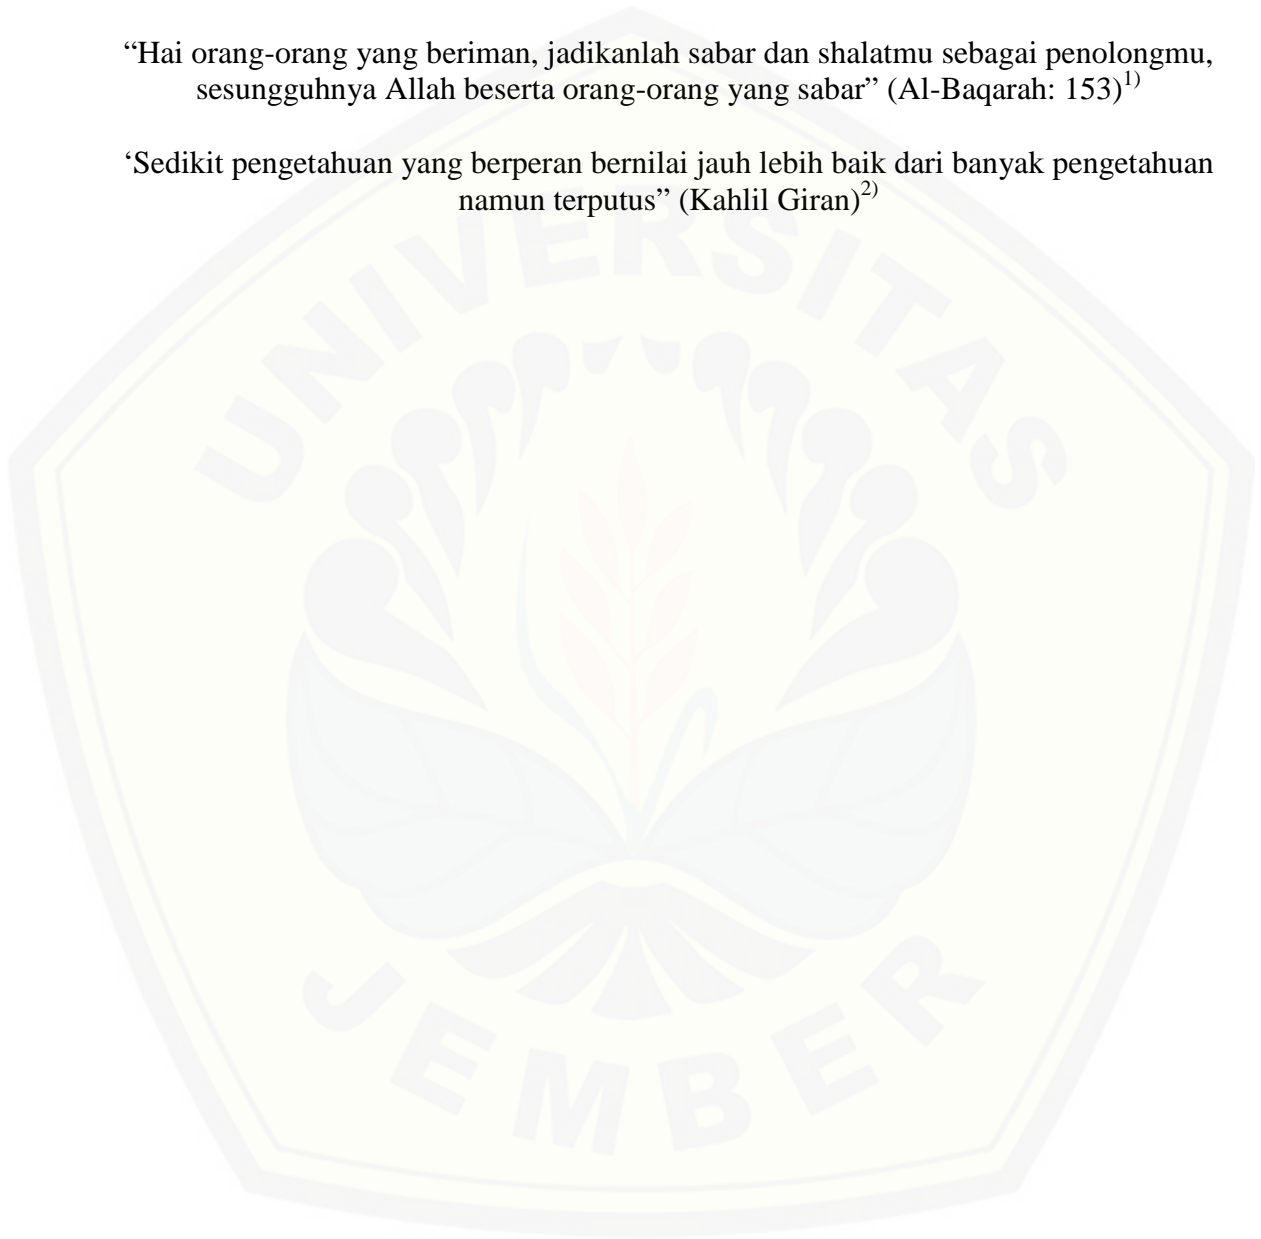 “Hai orang-orang yang beriman, jadikanlah sabar dan shalatmu sebagai penolongmu,
sesungguhnya Allah beserta orang-orang yang sabar” (Al-Baqarah: 153)1)
‘Sedikit pengetahuan yang berperan bernilai jauh lebih baik dari banyak pengetahuan
namun terputus” (Kahlil Giran)2)
UNIVERSITAS
JEMBER